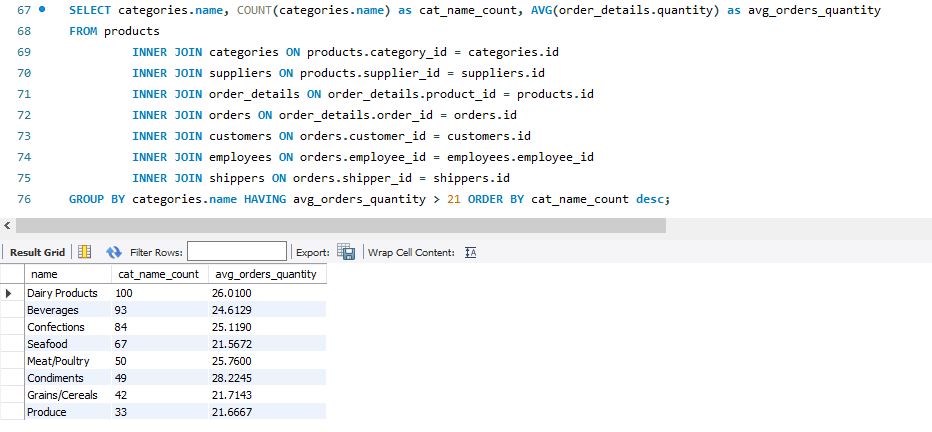 67 SELECT categories.name, COUNT(categories.name) as cat_name_count, AVG(order_details.quantity) as avg_orders_quantity
68 FROM products
69 INNER JOIN categories ON products.category_id = categories.id
70 INNER JOIN suppliers ON products.supplier_id = suppliers.id
71 INNER JOIN order_details ON order_details.product_id = products.id
72 INNER JOIN orders ON order_details.order_id = orders.id
73 INNER JOIN customers ON orders.customer_id = customers.id
74 INNER JOIN employees ON orders.employee_id = employees.employee_id
75 INNER JOIN shippers ON orders.shipper_id = shippers.id
76 GROUP BY categories.name HAVING avg_orders_quantity > 21 ORDER BY cat_name_count desc;
Result Grid Filter Rows: Export: Wrap Cell Content:
name cat_name_count avg_orders_quantity
Dairy Products 100 26.0100
Beverages 93 24.6129
Confections 84 25.1190
Seafood 67 21.5672
Meat/Poultry 50 25.7600
Condiments 49 28.2245
Grains/Cereals 42 21.7143
Produce 33 21.6667